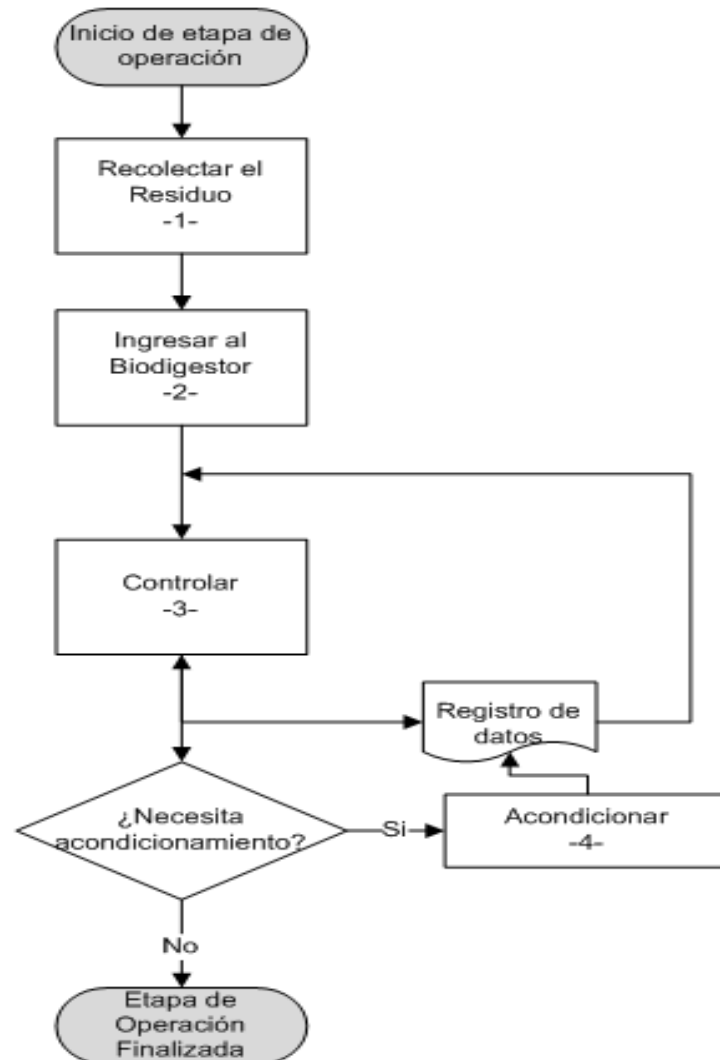 Inicio de etapa de
operación
Recolectar el
Residuo
-1-
Ingresar al
Biodigestor
-2-
Controlar
-3-
Registro de
datos
¿Necesita
acondicionamiento?
Si
Acondicionar
-4-
No
Etapa de
Operación
Finalizada